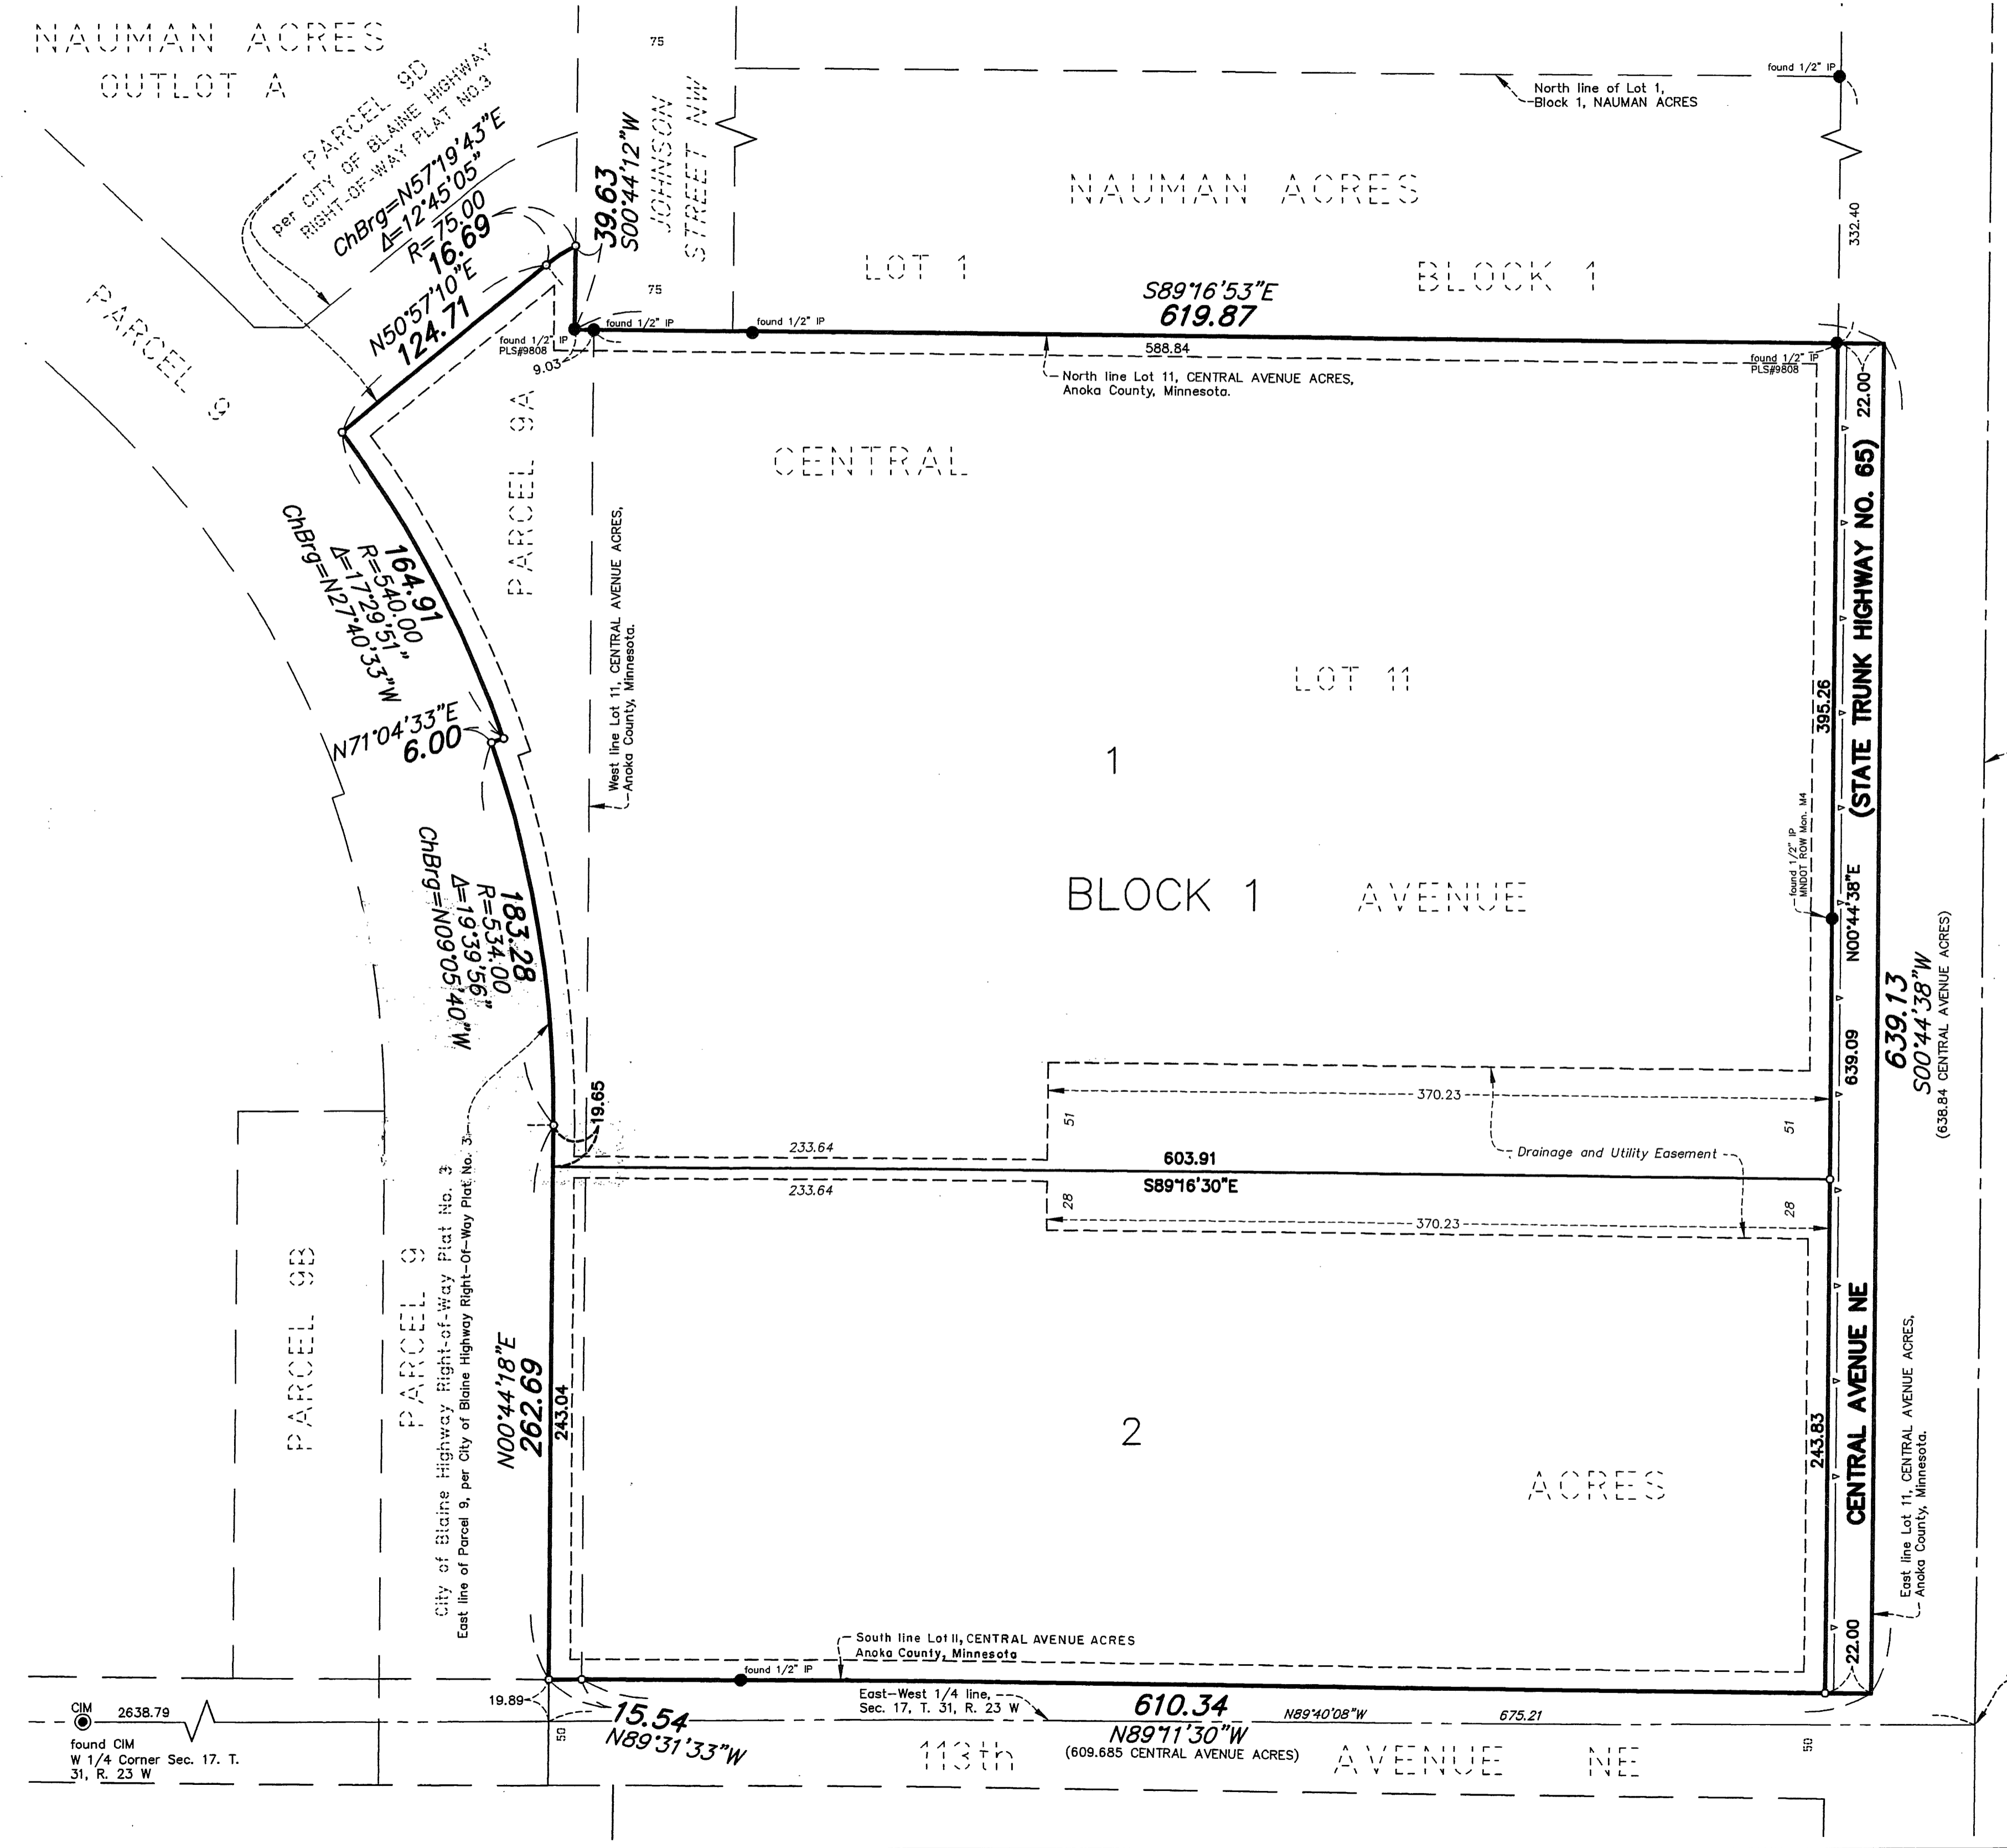 NAUMAN ACRES
OUTLOT A
PARCEL 9D
per CITY OF BLAINE HIGHWAY
RIGHT-OF-WAY PLAT NO.3
ChBrg=N57°19'43"E
Δ=12°45'05"
R=75.00
16.69
N50°57'10"E
124.71
39.63
S00°44'12"W
75
JOHNSON
STREET NW
75
found 1/2" IP
North line of Lot 1,
Block 1, NAUMAN ACRES
332.40
NAUMAN ACRES
LOT 1
BLOCK 1
S89°16'53"E
619.87
found 1/2" IP
found 1/2" IP
found 1/2" IP
PLS#9808
9.03
588.84
North line Lot 11, CENTRAL AVENUE ACRES,
Anoka County, Minnesota.
found 1/2" IP
PLS#9808
22.00
PARCEL 9
PARCEL 9A
CENTRAL
West line Lot 11, CENTRAL AVENUE ACRES,
Anoka County, Minnesota.
164.91
R=540.00
Δ=17°29'51"
ChBrg=N27°40'33"W
N71°04'33"E
6.00
LOT 11
1
BLOCK 1
AVENUE
395.26
(STATE TRUNK HIGHWAY NO. 65)
found 1/2" IP
MNDOT ROW Mon. M4
N00°44'38"E
639.09
639.13
S00°44'38"W
(638.84 CENTRAL AVENUE ACRES)
183.28
R=534.00
Δ=19°39'56"
ChBrg=N09°05'40"W
19.65
370.23
51
51
233.64
603.91
S89°16'30"E
233.64
Drainage and Utility Easement
28
28
370.23
PARCEL 9B
PARCEL 9
City of Blaine Highway Right-of-Way Plat No. 3
East line of Parcel 9, per City of Blaine Highway Right-Of-Way Plat No. 3
N00°44'18"E
262.69
243.04
2
ACRES
243.83
CENTRAL AVENUE NE
East line Lot 11, CENTRAL AVENUE ACRES,
Anoka County, Minnesota.
22.00
South line Lot II, CENTRAL AVENUE ACRES
Anoka County, Minnesota
found 1/2" IP
19.89
15.54
N89°31'33"W
50
East-West 1/4 line,
Sec. 17, T. 31, R. 23 W
610.34
N89°11'30"W
(609.685 CENTRAL AVENUE ACRES)
N89°40'08"W
675.21
50
CIM
2638.79
found CIM
W 1/4 Corner Sec. 17. T.
31, R. 23 W
113th AVENUE NE